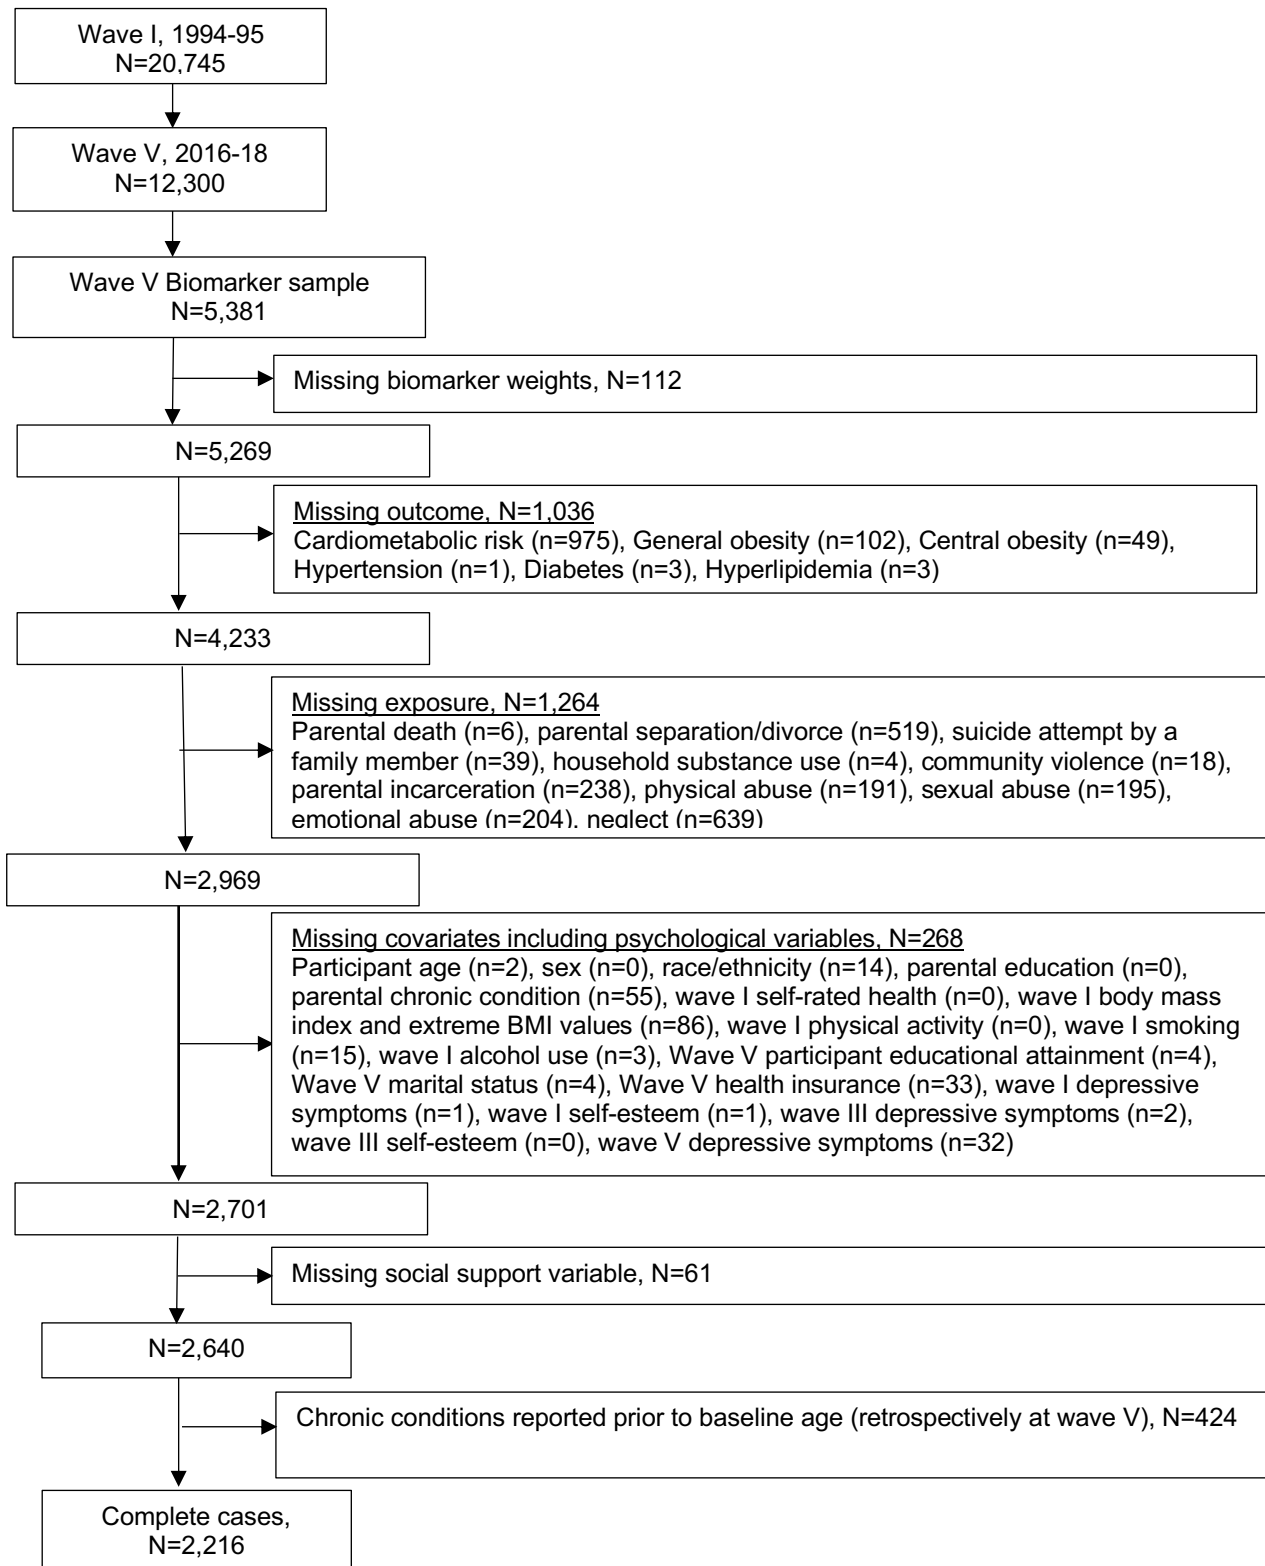 Wave I, 1994-95
N=20,745
Wave V, 2016-18
N=12,300
Wave V Biomarker sample
N=5,381
Missing biomarker weights, N=112
N=5,269
Missing outcome, N=1,036
Cardiometabolic risk (n=975), General obesity (n=102), Central obesity (n=49),
Hypertension (n=1), Diabetes (n=3), Hyperlipidemia (n=3)
N=4,233
Missing exposure, N=1,264
Parental death (n=6), parental separation/divorce (n=519), suicide attempt by a
family member (n=39), household substance use (n=4), community violence (n=18),
parental incarceration (n=238), physical abuse (n=191), sexual abuse (n=195),
emotional abuse (n=204), neglect (n=639)
N=2,969
Missing covariates including psychological variables, N=268
Participant age (n=2), sex (n=0), race/ethnicity (n=14), parental education (n=0),
parental chronic condition (n=55), wave I self-rated health (n=0), wave I body mass
index and extreme BMI values (n=86), wave I physical activity (n=0), wave I smoking
(n=15), wave I alcohol use (n=3), Wave V participant educational attainment (n=4),
Wave V marital status (n=4), Wave V health insurance (n=33), wave I depressive
symptoms (n=1), wave I self-esteem (n=1), wave III depressive symptoms (n=2),
wave III self-esteem (n=0), wave V depressive symptoms (n=32)
N=2,701
Missing social support variable, N=61
N=2,640
Chronic conditions reported prior to baseline age (retrospectively at wave V), N=424
Complete cases,
N=2,216